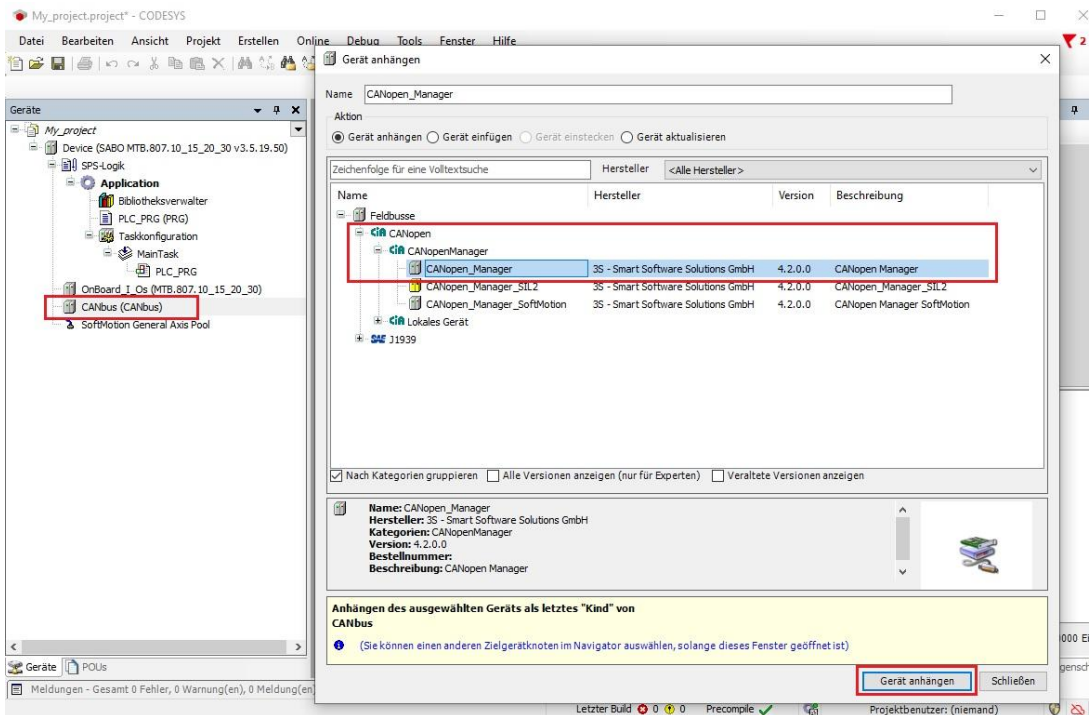 My_project.project* - CODESYS
Datei Bearbeiten Ansicht Projekt Erstellen Online Debug Tools Fenster Hilfe
2
Geräte
My_project
Device (SABO MTB.807.10_15_20_30 v3.5.19.50)
SPS-Logik
Application
Bibliotheksverwalter
PLC_PRG (PRG)
Taskkonfiguration
MainTask
PLC_PRG
OnBoard_I_Os (MTB.807.10_15_20_30)
CANbus (CANbus)
SoftMotion General Axis Pool
Geräte POUs
Meldungen - Gesamt 0 Fehler, 0 Warnung(en), 0 Meldung(en)
Gerät anhängen
Name CANopen_Manager
Aktion
Gerät anhängen Gerät einfügen Gerät einstecken Gerät aktualisieren
Zeichenfolge für eine Volltextsuche Hersteller <Alle Hersteller>
Name Hersteller Version Beschreibung
Feldbusse
CiA CANopen
CiA CANopenManager
CANopen_Manager 3S - Smart Software Solutions GmbH 4.2.0.0 CANopen Manager
CANopen_Manager_SIL2 3S - Smart Software Solutions GmbH 4.2.0.0 CANopen_Manager_SIL2
CANopen_Manager_SoftMotion 3S - Smart Software Solutions GmbH 4.2.0.0 CANopen Manager SoftMotion
CiA Lokales Gerät
SAE J1939
Nach Kategorien gruppieren Alle Versionen anzeigen (nur für Experten) Veraltete Versionen anzeigen
Name: CANopen_Manager
Hersteller: 3S - Smart Software Solutions GmbH
Kategorien: CANopenManager
Version: 4.2.0.0
Bestellnummer:
Beschreibung: CANopen Manager
Anhängen des ausgewählten Geräts als letztes "Kind" von
CANbus
(Sie können einen anderen Zielgerätknoten im Navigator auswählen, solange dieses Fenster geöffnet ist)
Gerät anhängen Schließen
Letzter Build 0 0 Precompile Projektbenutzer: (niemand)